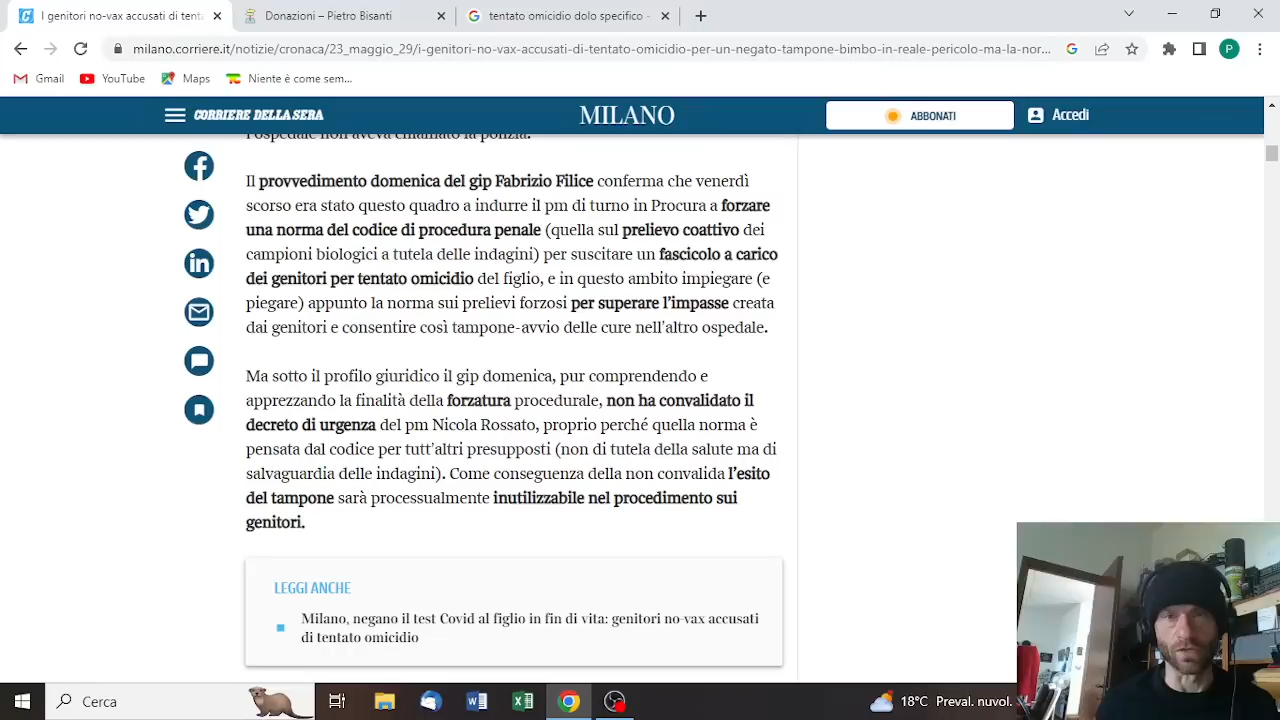 I genitori no-vax accusati di tent
Donazioni – Pietro Bisanti
tentato omicidio dolo specifico -
milano.corriere.it/notizie/cronaca/23_maggio_29/i-genitori-no-vax-accusati-di-tentato-omicidio-per-un-negato-tampone-bimbo-in-reale-pericolo-ma-la-nor...
P
Gmail
YouTube
Maps
Niente è come sem...
CORRIERE DELLA SERA
MILANO
ABBONATI
Accedi
l'ospedale non aveva chiamato la polizia.
Il provvedimento domenica del gip Fabrizio Filice conferma che venerdì
scorso era stato questo quadro a indurre il pm di turno in Procura a forzare
una norma del codice di procedura penale (quella sul prelievo coattivo dei
campioni biologici a tutela delle indagini) per suscitare un fascicolo a carico
dei genitori per tentato omicidio del figlio, e in questo ambito impiegare (e
piegare) appunto la norma sui prelievi forzosi per superare l'impasse creata
dai genitori e consentire così tampone-avvio delle cure nell'altro ospedale.
Ma sotto il profilo giuridico il gip domenica, pur comprendendo e
apprezzando la finalità della forzatura procedurale, non ha convalidato il
decreto di urgenza del pm Nicola Rossato, proprio perché quella norma è
pensata dal codice per tutt'altri presupposti (non di tutela della salute ma di
salvaguardia delle indagini). Come conseguenza della non convalida l'esito
del tampone sarà processualmente inutilizzabile nel procedimento sui
genitori.
LEGGI ANCHE
Milano, negano il test Covid al figlio in fin di vita: genitori no-vax accusati
di tentato omicidio
Cerca
18°C Preval. nuvol.